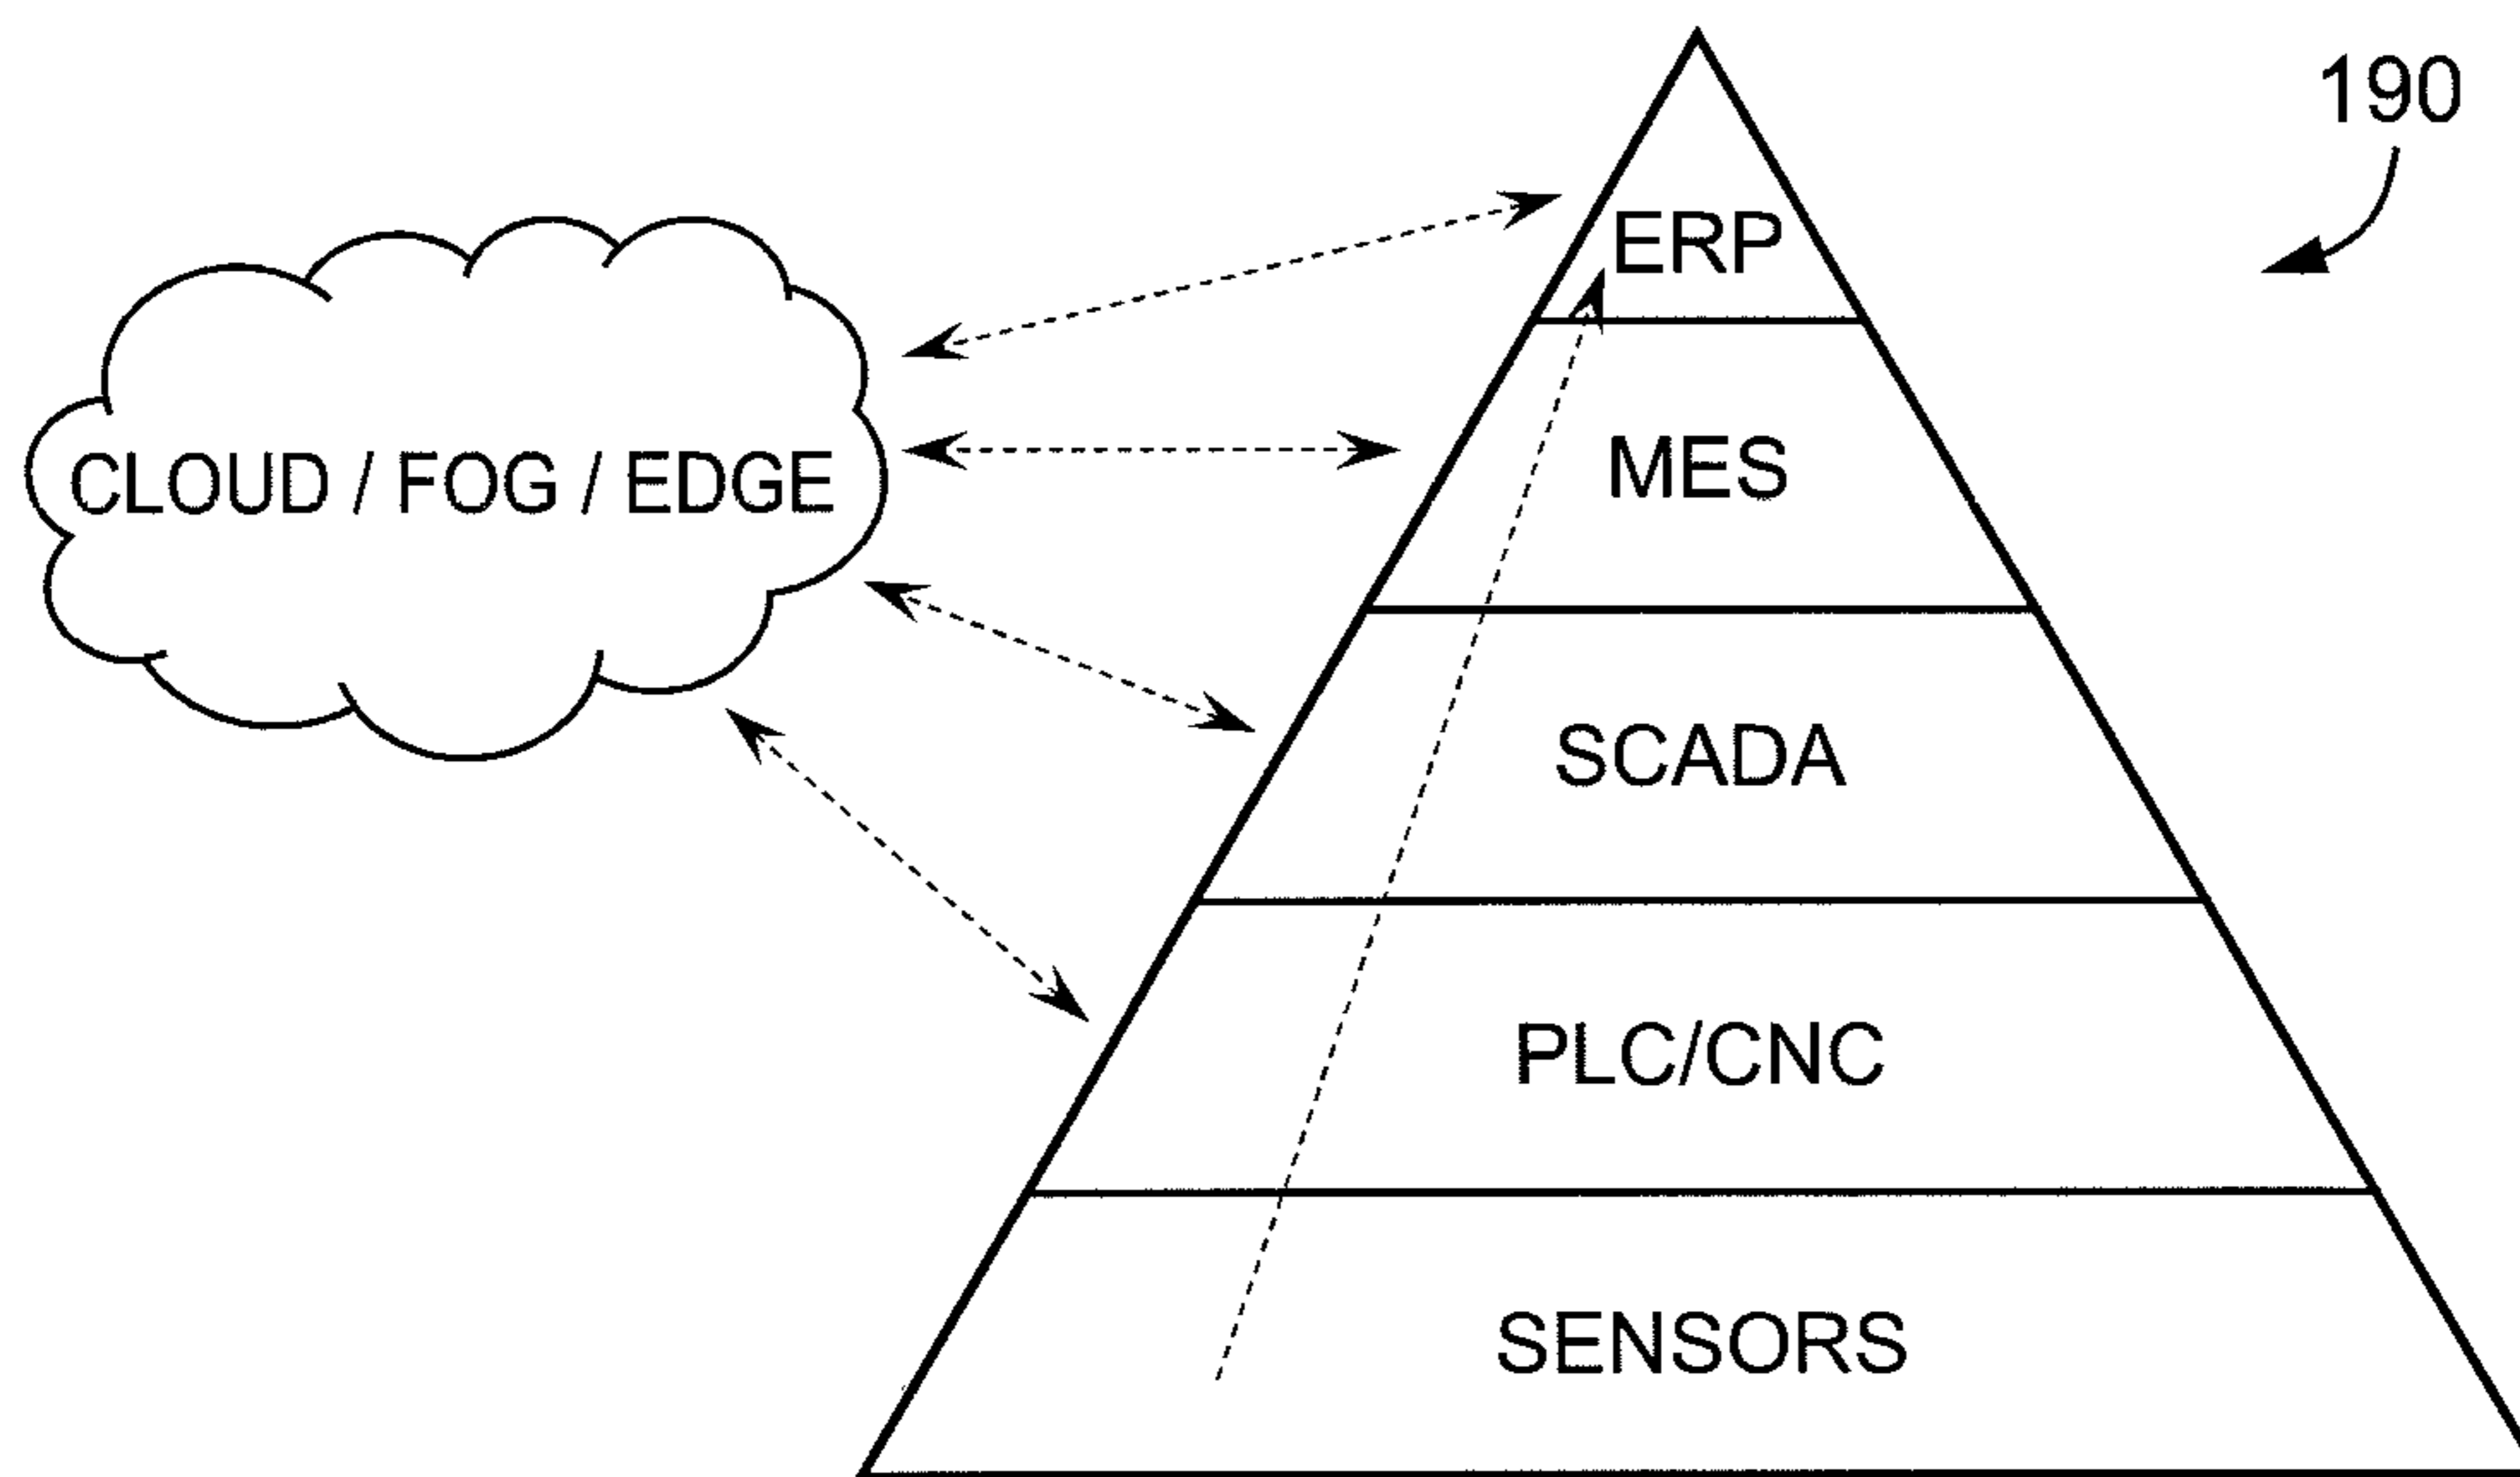 190
ERP
MES
CLOUD / FOG / EDGE
SCADA
PLC/CNC
SENSORS